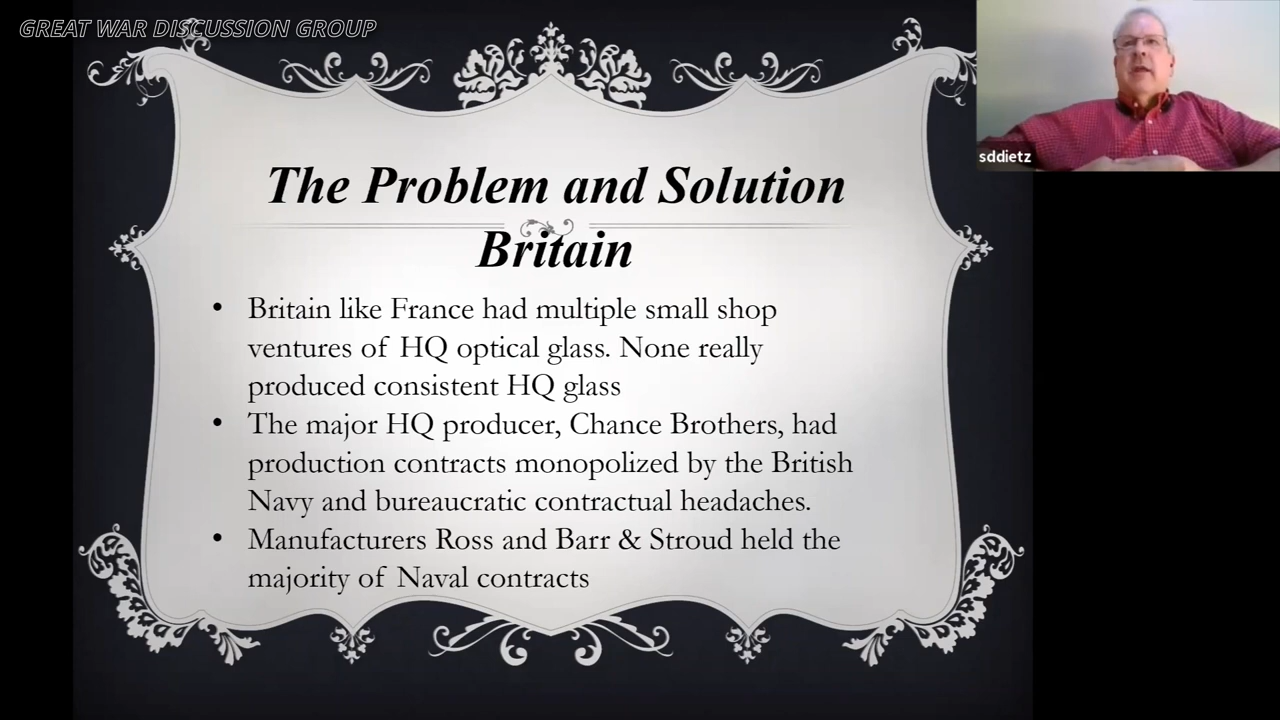 GREAT WAR DISCUSSION GROUP
sddietz
The Problem and Solution
Britain
• Britain like France had multiple small shop
ventures of HQ optical glass. None really
produced consistent HQ glass
• The major HQ producer, Chance Brothers, had
production contracts monopolized by the British
Navy and bureaucratic contractual headaches.
• Manufacturers Ross and Barr & Stroud held the
majority of Naval contracts